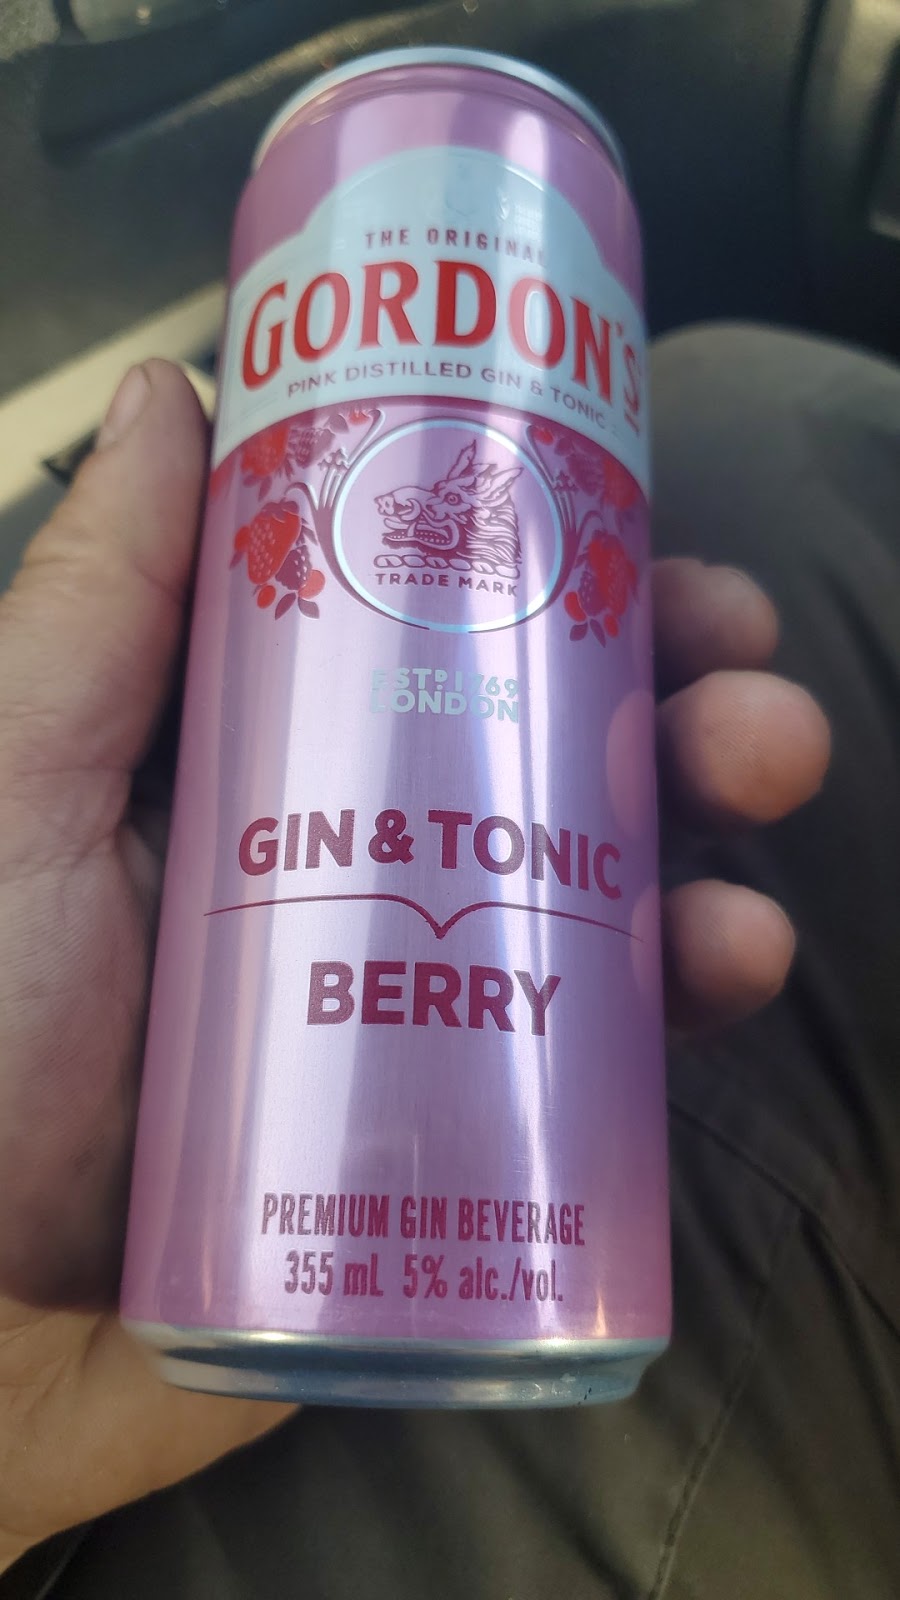 THE ORIGINAL
GORDON'S
PINK DISTILLED GIN & TONIC
TRADE MARK
ESTD 1769
LONDON
GIN & TONIC
BERRY
PREMIUM GIN BEVERAGE
355 mL 5% alc./vol.